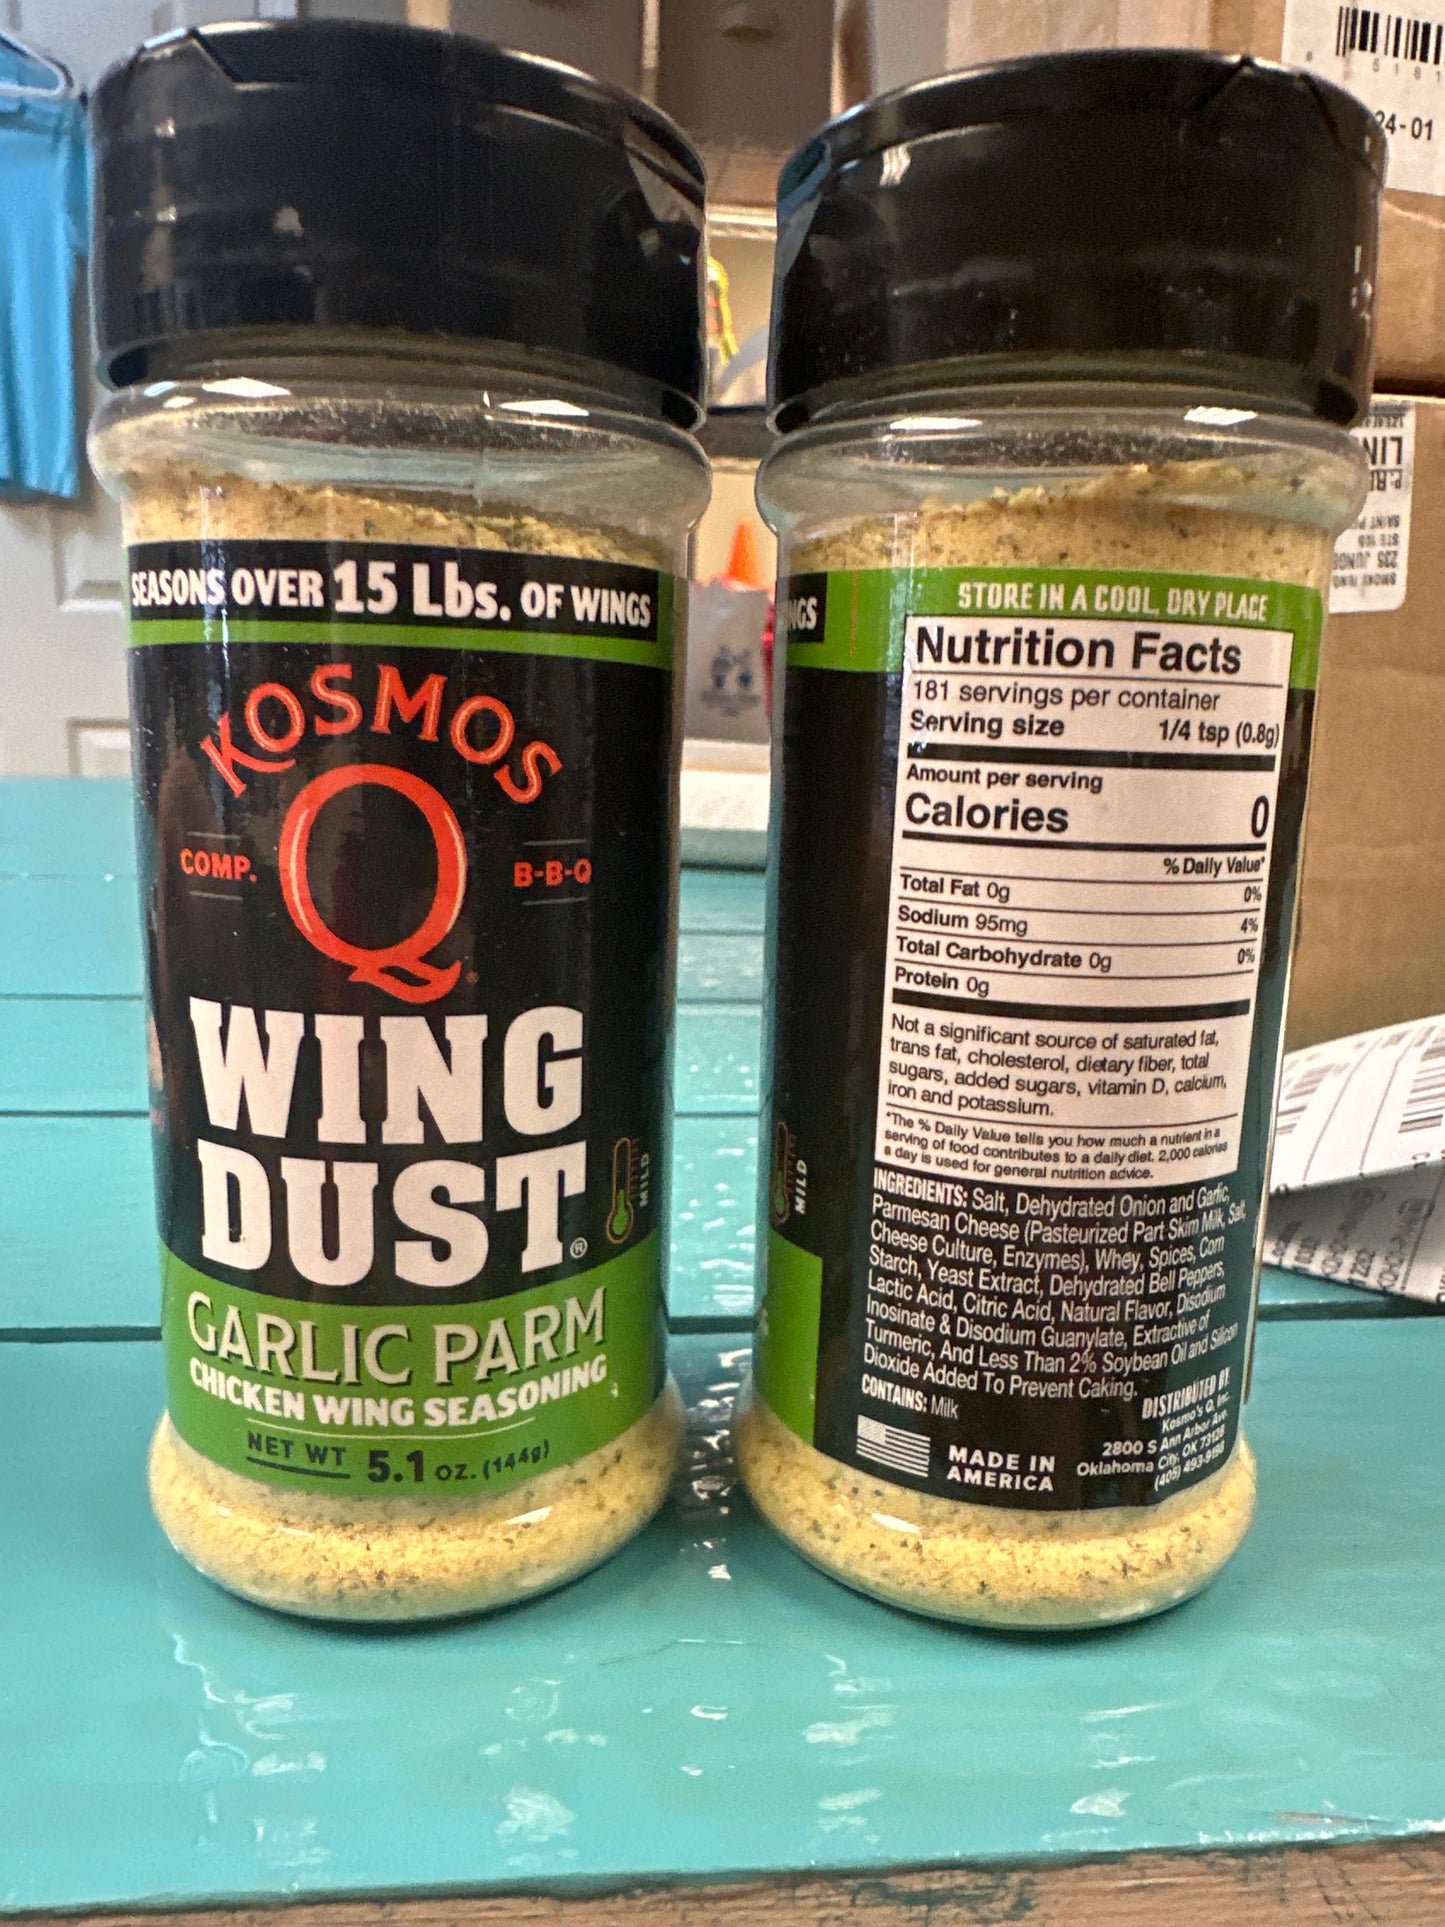 SEASONS OVER 15 Lbs. OF WINGS
KOSMOS
Q
COMP. B-B-Q
WING
DUST®
MILD
GARLIC PARM
CHICKEN WING SEASONING
NET WT 5.1 OZ. (144g)
NGS
MILD
STORE IN A COOL, DRY PLACE
Nutrition Facts
181 servings per container
Serving size 1/4 tsp (0.8g)
Amount per serving
Calories 0
% Daily Value*
Total Fat 0g 0%
Sodium 95mg 4%
Total Carbohydrate 0g 0%
Protein 0g
Not a significant source of saturated fat,
trans fat, cholesterol, dietary fiber, total
sugars, added sugars, vitamin D, calcium,
iron and potassium.
*The % Daily Value tells you how much a nutrient in a
serving of food contributes to a daily diet. 2,000 calories
a day is used for general nutrition advice.
INGREDIENTS: Salt, Dehydrated Onion and Garlic,
Parmesan Cheese (Pasteurized Part Skim Milk, Salt,
Cheese Culture, Enzymes), Whey, Spices, Corn
Starch, Yeast Extract, Dehydrated Bell Peppers,
Lactic Acid, Citric Acid, Natural Flavor, Disodium
Inosinate & Disodium Guanylate, Extractive of
Turmeric, And Less Than 2% Soybean Oil and Silicon
Dioxide Added To Prevent Caking.
CONTAINS: Milk
MADE IN
AMERICA
DISTRIBUTED BY:
Kosmo's Q, Inc.
2800 S Ann Arbor Ave.
Oklahoma City, OK 73128
(405) 493-9198
24-01